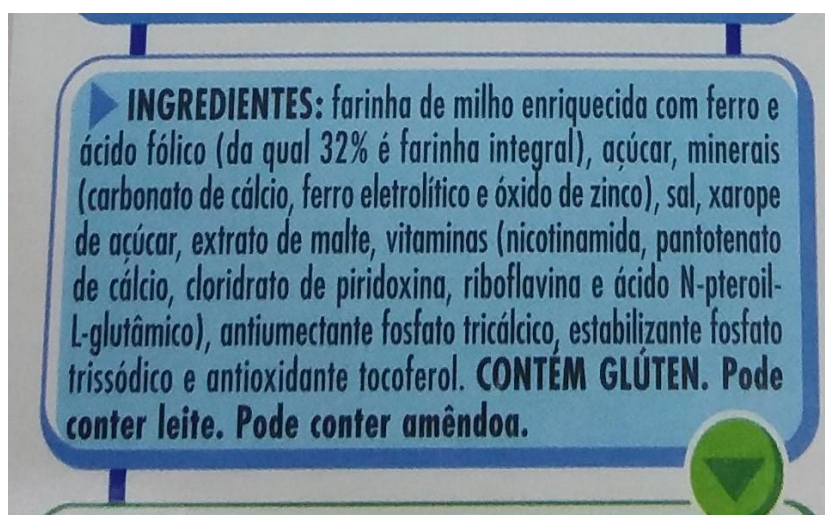 INGREDIENTES: farinha de milho enriquecida com ferro e
ácido fólico (da qual 32% é farinha integral), açúcar, minerais
(carbonato de cálcio, ferro eletrolítico e óxido de zinco), sal, xarope
de açúcar, extrato de malte, vitaminas (nicotinamida, pantotenato
de cálcio, cloridrato de piridoxina, riboflavina e ácido N-pteroil-
L-glutâmico), antiumectante fosfato tricálcico, estabilizante fosfato
trissódico e antioxidante tocoferol. CONTÉM GLÚTEN. Pode
conter leite. Pode conter amêndoa.